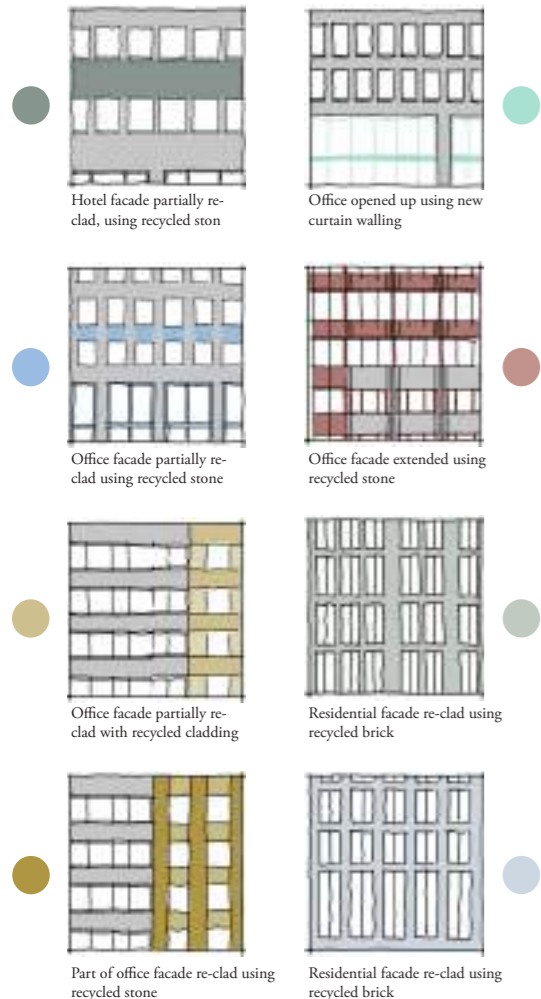 Hotel facade partially re-
clad, using recycled ston
Office opened up using new
curtain walling
Office facade partially re-
clad using recycled stone
Office facade extended using
recycled stone
Office facade partially re-
clad with recycled cladding
Residential facade re-clad using
recycled brick
Part of office facade re-clad using
recycled stone
Residential facade re-clad using
recycled brick